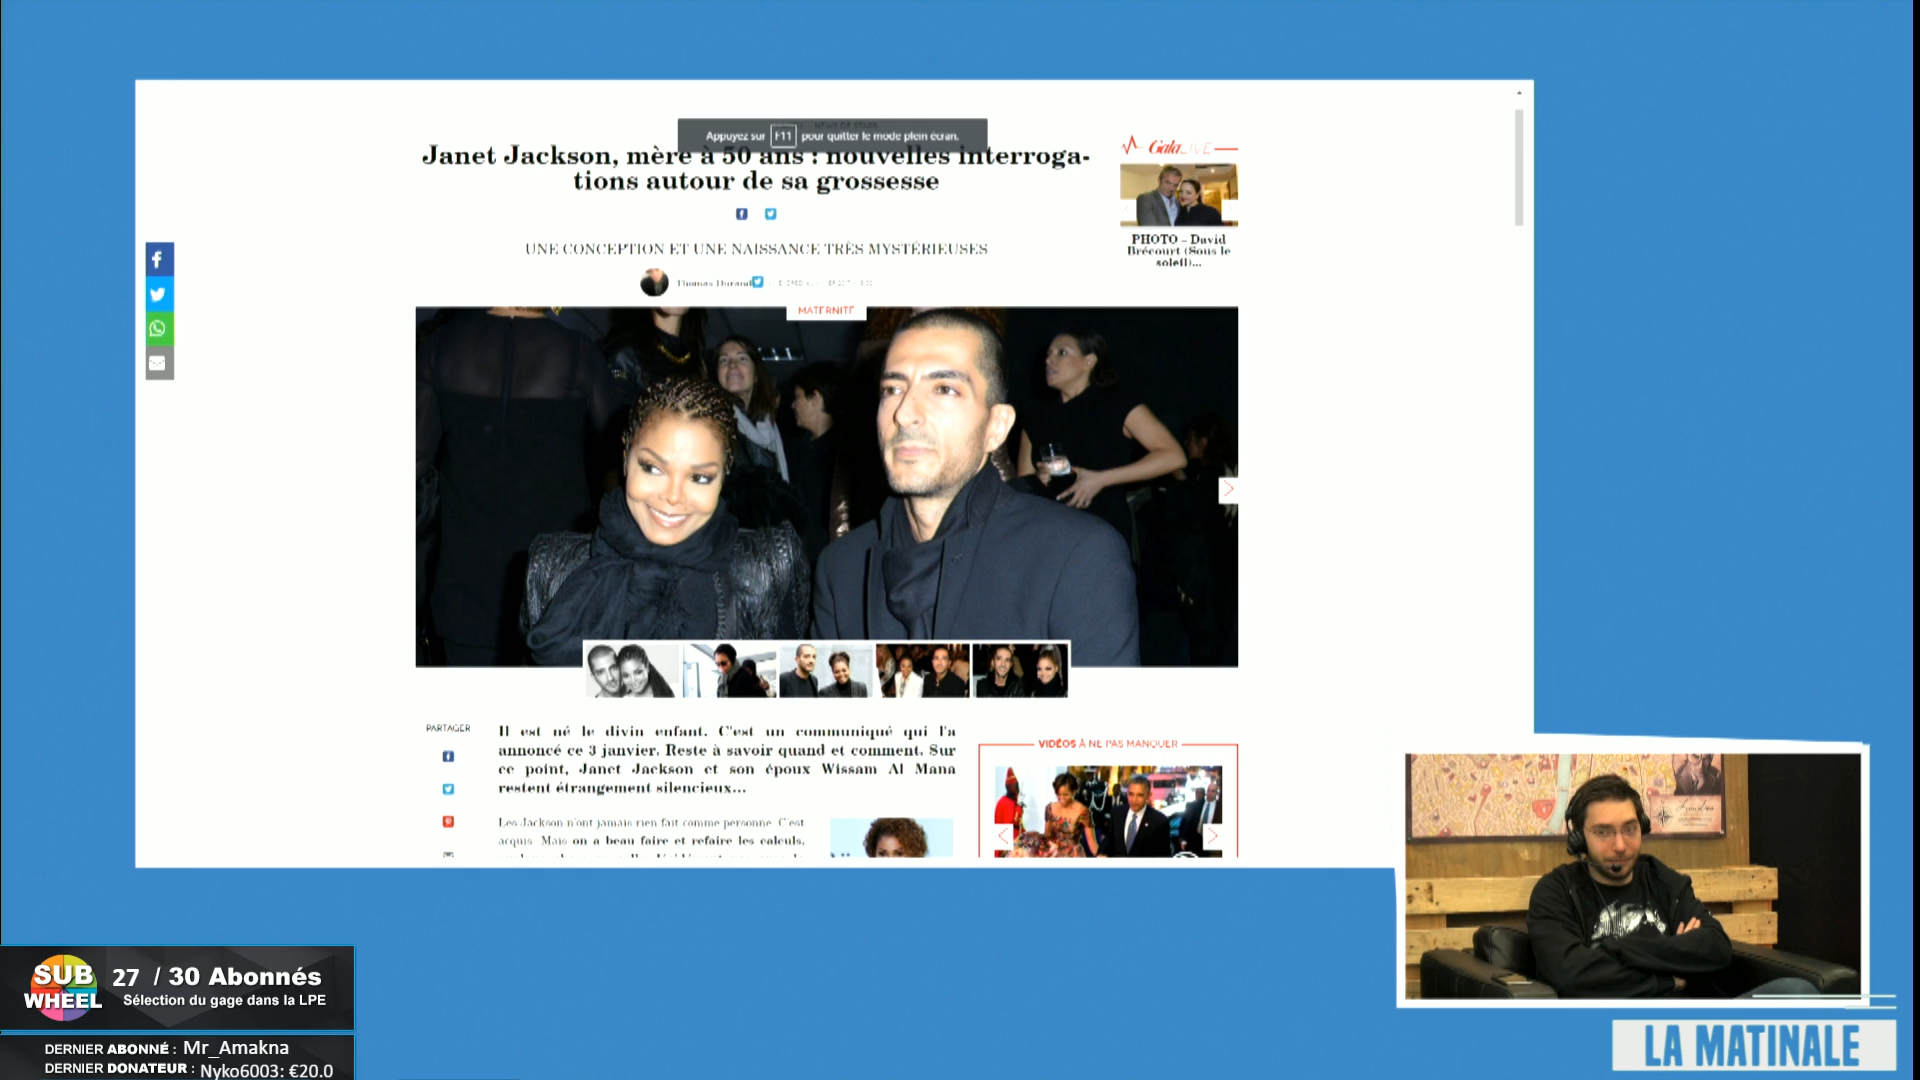 Appuyez sur F11 pour quitter le mode plein écran.
Janet Jackson, mère à 50 ans : nouvelles interroga-
tions autour de sa grossesse
UNE CONCEPTION ET UNE NAISSANCE TRÈS MYSTÉRIEUSES
Thomas Durand
MATERNITÉ
Gala LIVE
PHOTO – David
Brécourt (Sous le
soleil)...
PARTAGER
Il est né le divin enfant. C'est un communiqué qui l'a
annoncé ce 3 janvier. Reste à savoir quand et comment. Sur
ce point, Janet Jackson et son époux Wissam Al Mana
restent étrangement silencieux...
Les Jackson n'ont jamais rien fait comme personne. C'est
acquis. Mais on a beau faire et refaire les calculs,
VIDÉOS À NE PAS MANQUER
SUB
WHEEL
27 / 30 Abonnés
Sélection du gage dans la LPE
DERNIER ABONNÉ : Mr_Amakna
DERNIER DONATEUR : Nyko6003: €20.0
LA MATINALE